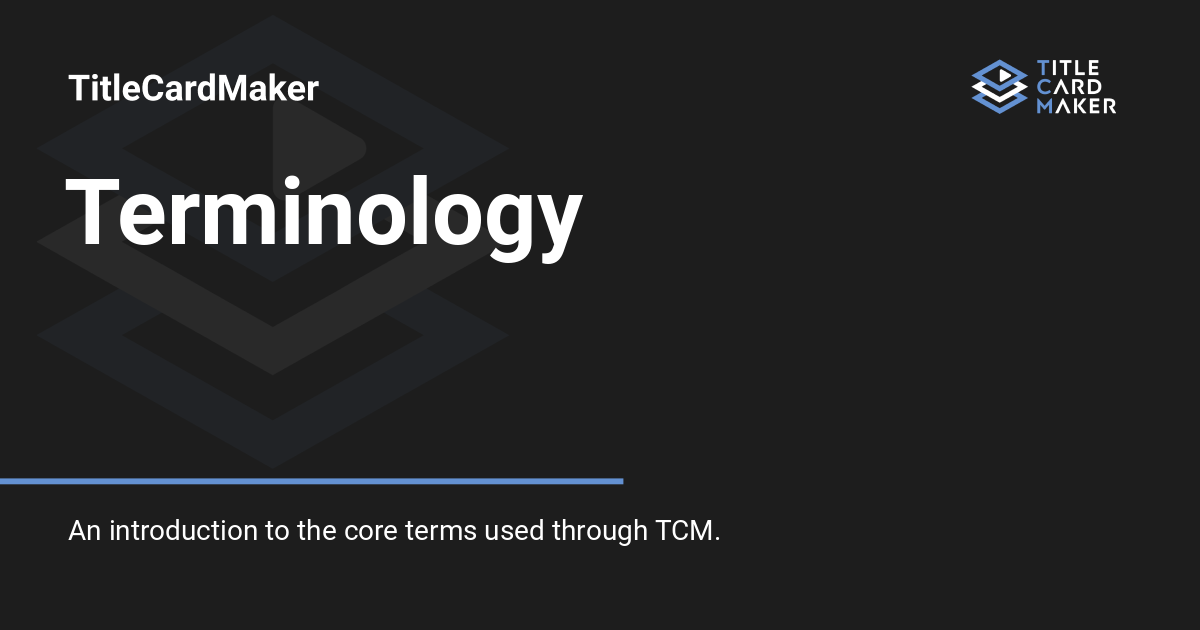 TitleCardMaker
TITLE
CARD
MAKER
Terminology
An introduction to the core terms used through TCM.